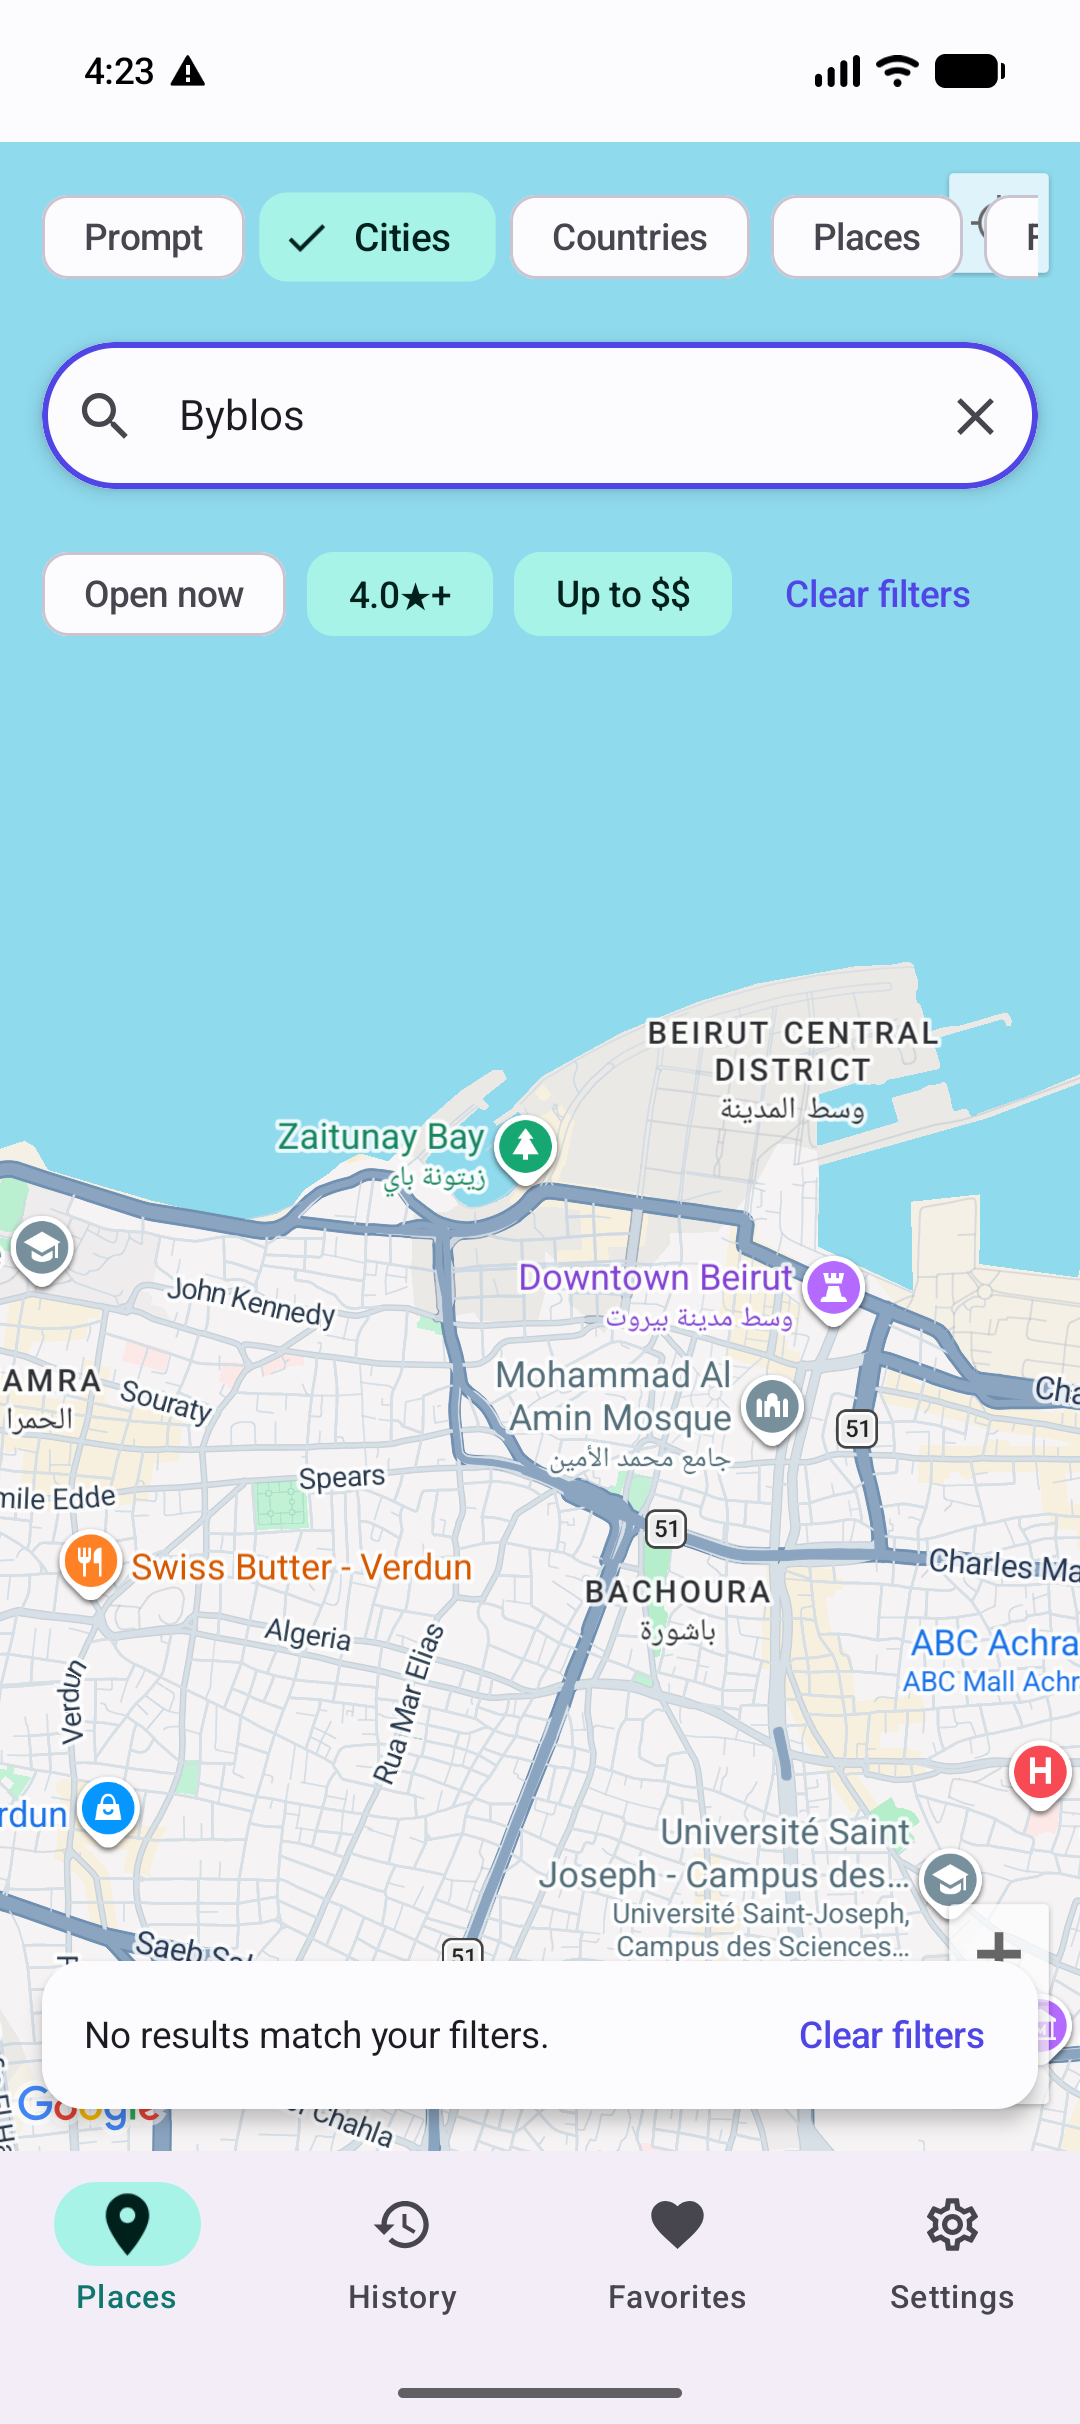 4:23
Prompt
Cities
Countries
Places
Byblos
Open now
4.0★+
Up to $$
Clear filters
BEIRUT CENTRAL
DISTRICT
وسط المدينة
Zaitunay Bay
زيتونة باي
Downtown Beirut
وسط مدينة بيروت
John Kennedy
Mohammad Al
Amin Mosque
جامع محمد الأمين
AMRA
الحمرا
Souraty
51
Spears
mile Edde
51
Swiss Butter - Verdun
Charles Ma
BACHOURA
باشورة
Algeria
Rua Mar Elias
Verdun
ABC Achra
ABC Mall Achr
H
rdun
Université Saint
Joseph - Campus des...
Université Saint-Joseph,
Campus des Sciences...
51
No results match your filters.
Clear filters
Google
Chahla
Places
History
Favorites
Settings